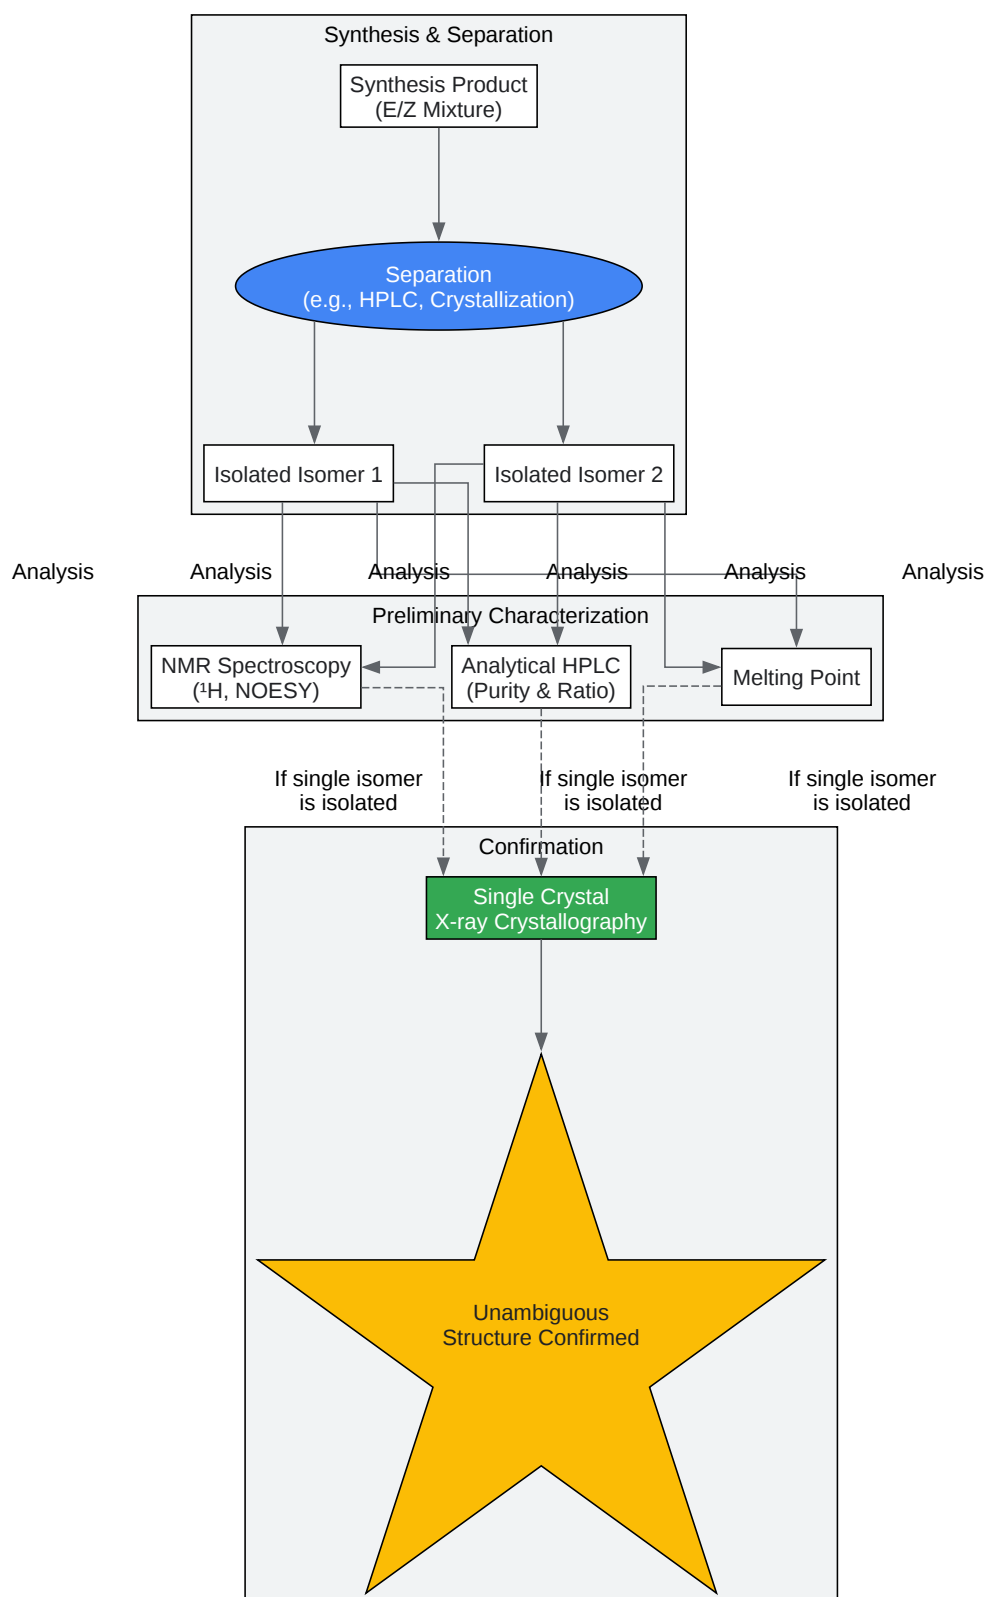 Synthesis & Separation
Synthesis Product
(E/Z Mixture)
Separation
(e.g., HPLC, Crystallization)
Isolated Isomer 1
Isolated Isomer 2
Analysis
Analysis
Analysis
Analysis
Analysis
Analysis
Preliminary Characterization
NMR Spectroscopy
(¹H, NOESY)
Analytical HPLC
(Purity & Ratio)
Melting Point
If single isomer
is isolated
If single isomer
is isolated
If single isomer
is isolated
Confirmation
Single Crystal
X-ray Crystallography
Unambiguous
Structure Confirmed